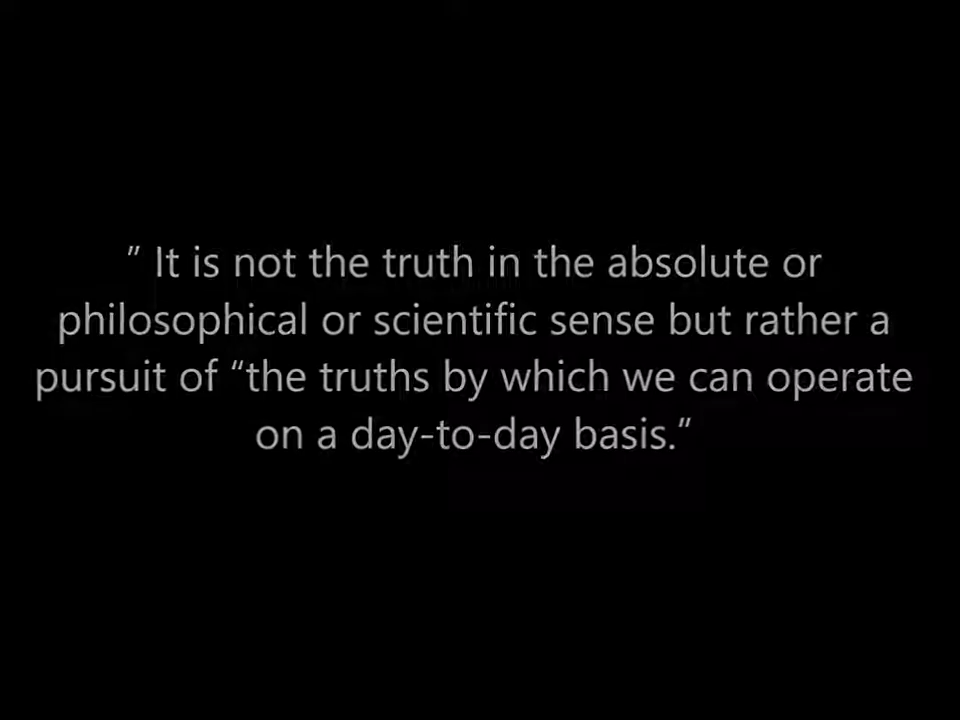 ” It is not the truth in the absolute or
philosophical or scientific sense but rather a
pursuit of “the truths by which we can operate
on a day-to-day basis.”